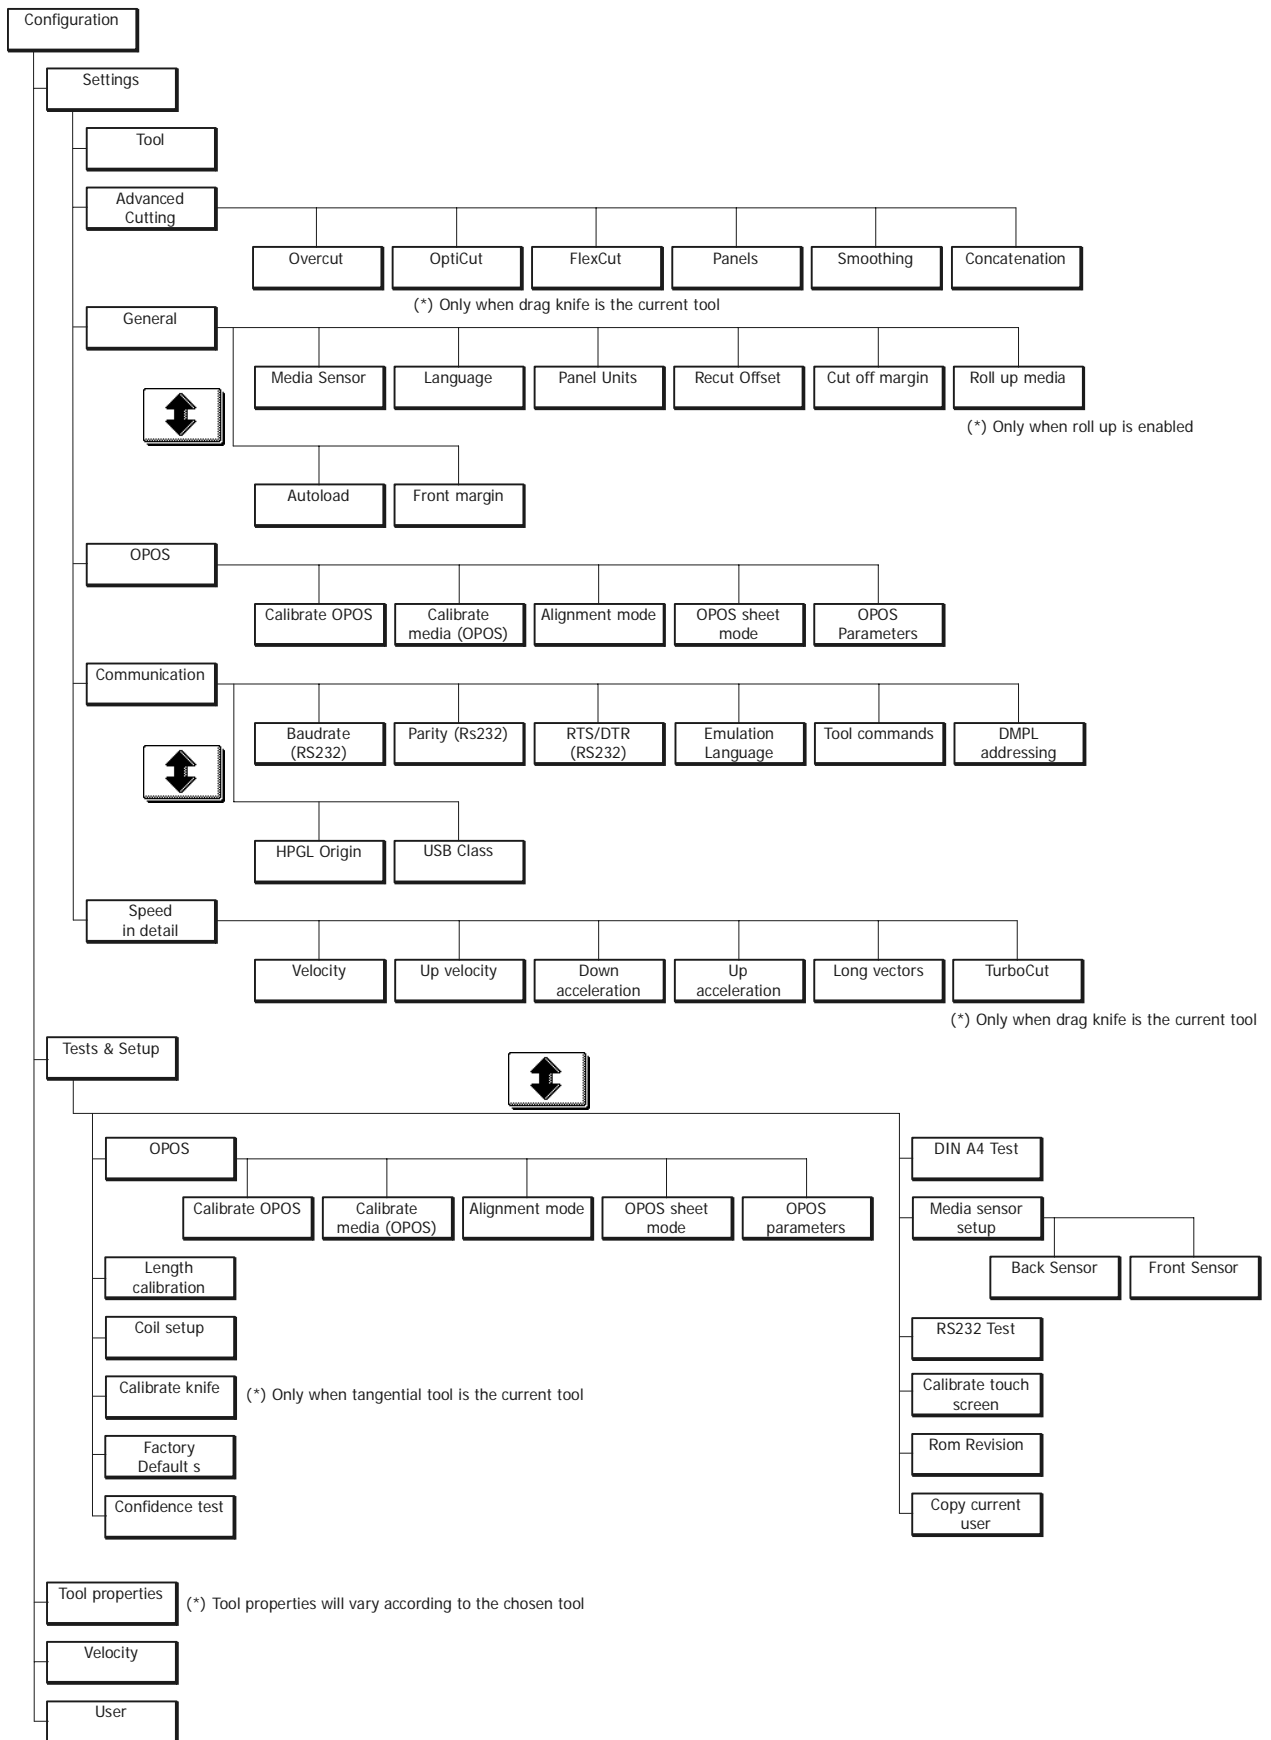 Configuration
Settings
Tool
Advanced
Cutting
Overcut
OptiCut
FlexCut
Panels
Smoothing
Concatenation
(*) Only when drag knife is the current tool
General
Media Sensor
Language
Panel Units
Recut Offset
Cut off margin
Roll up media
(*) Only when roll up is enabled
Autoload
Front margin
OPOS
Calibrate OPOS
Calibrate
media (OPOS)
Alignment mode
OPOS sheet
mode
OPOS
Parameters
Communication
Baudrate
(RS232)
Parity (Rs232)
RTS/DTR
(RS232)
Emulation
Language
Tool commands
DMPL
addressing
HPGL Origin
USB Class
Speed
in detail
Velocity
Up velocity
Down
acceleration
Up
acceleration
Long vectors
TurboCut
(*) Only when drag knife is the current tool
Tests & Setup
OPOS
Calibrate OPOS
Calibrate
media (OPOS)
Alignment mode
OPOS sheet
mode
OPOS
parameters
Length
calibration
Coil setup
Calibrate knife
(*) Only when tangential tool is the current tool
Factory
Default s
Confidence test
DIN A4 Test
Media sensor
setup
Back Sensor
Front Sensor
RS232 Test
Calibrate touch
screen
Rom Revision
Copy current
user
Tool properties
(*) Tool properties will vary according to the chosen tool
Velocity
User